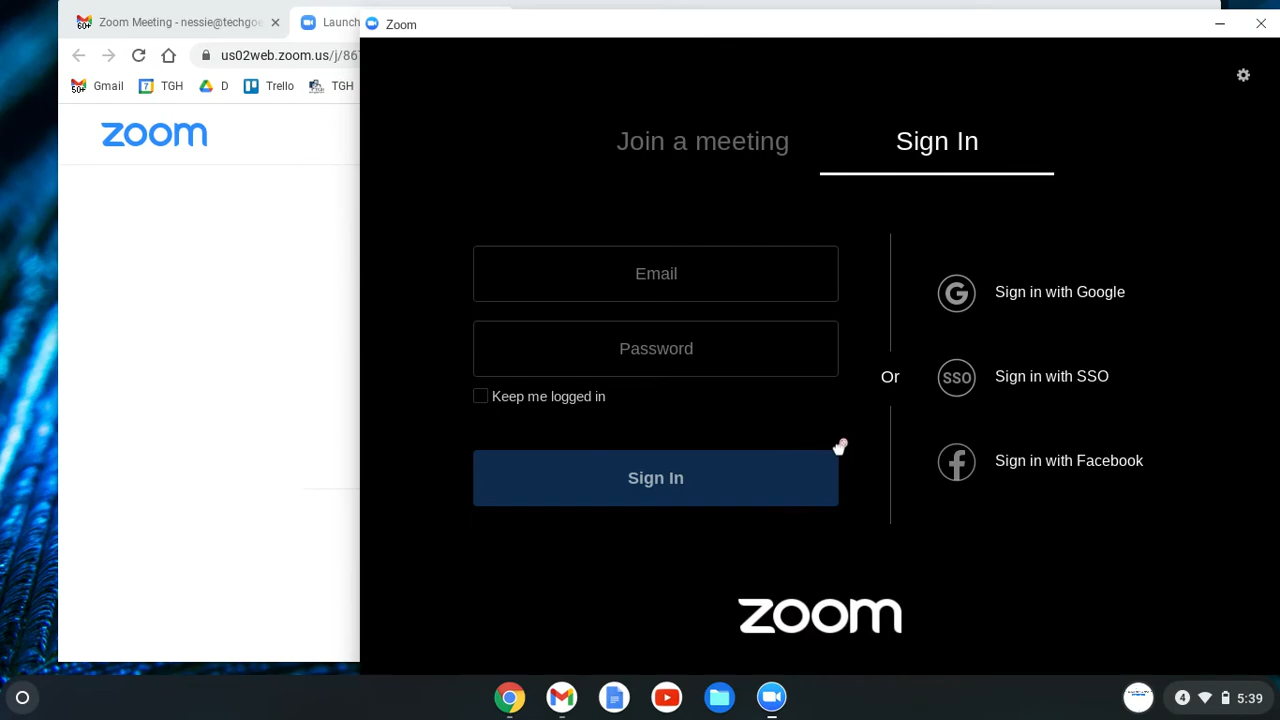 Zoom Meeting - nessie@techgo
Launch
Zoom
us02web.zoom.us/j/86
Gmail
TGH
D
Trello
TGH
zoom
Join a meeting
Sign In
Email
Password
Keep me logged in
Sign In
Or
Sign in with Google
SSO
Sign in with SSO
Sign in with Facebook
zoom
4
5:39